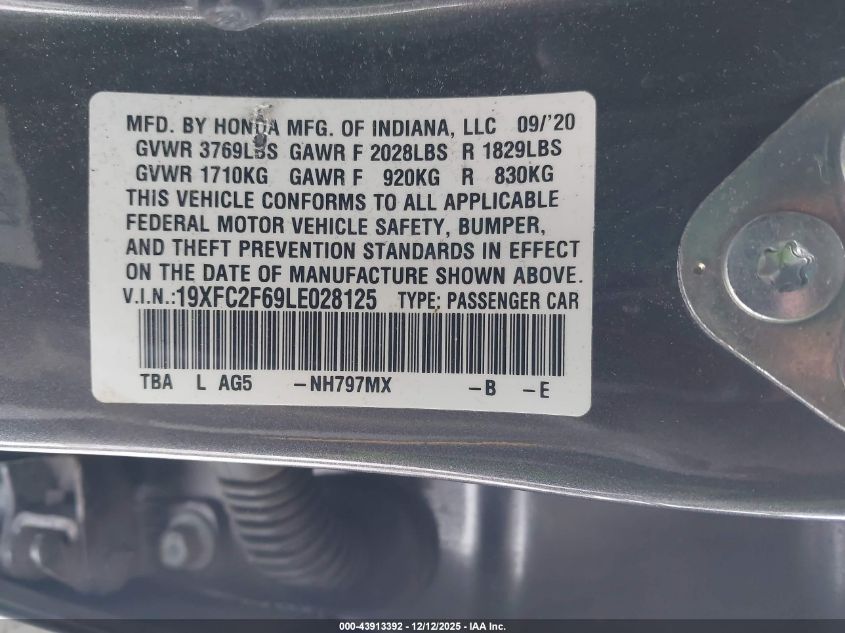 MFD. BY HONDA MFG. OF INDIANA, LLC 09/'20
GVWR 3769LBS GAWR F 2028LBS R 1829LBS
GVWR 1710KG GAWR F 920KG R 830KG
THIS VEHICLE CONFORMS TO ALL APPLICABLE
FEDERAL MOTOR VEHICLE SAFETY, BUMPER,
AND THEFT PREVENTION STANDARDS IN EFFECT
ON THE DATE OF MANUFACTURE SHOWN ABOVE.
V.I.N.:19XFC2F69LE028125 TYPE: PASSENGER CAR
TBA L AG5 -NH797MX -B -E
000-43913392 - 12/12/2025 - IAA Inc.